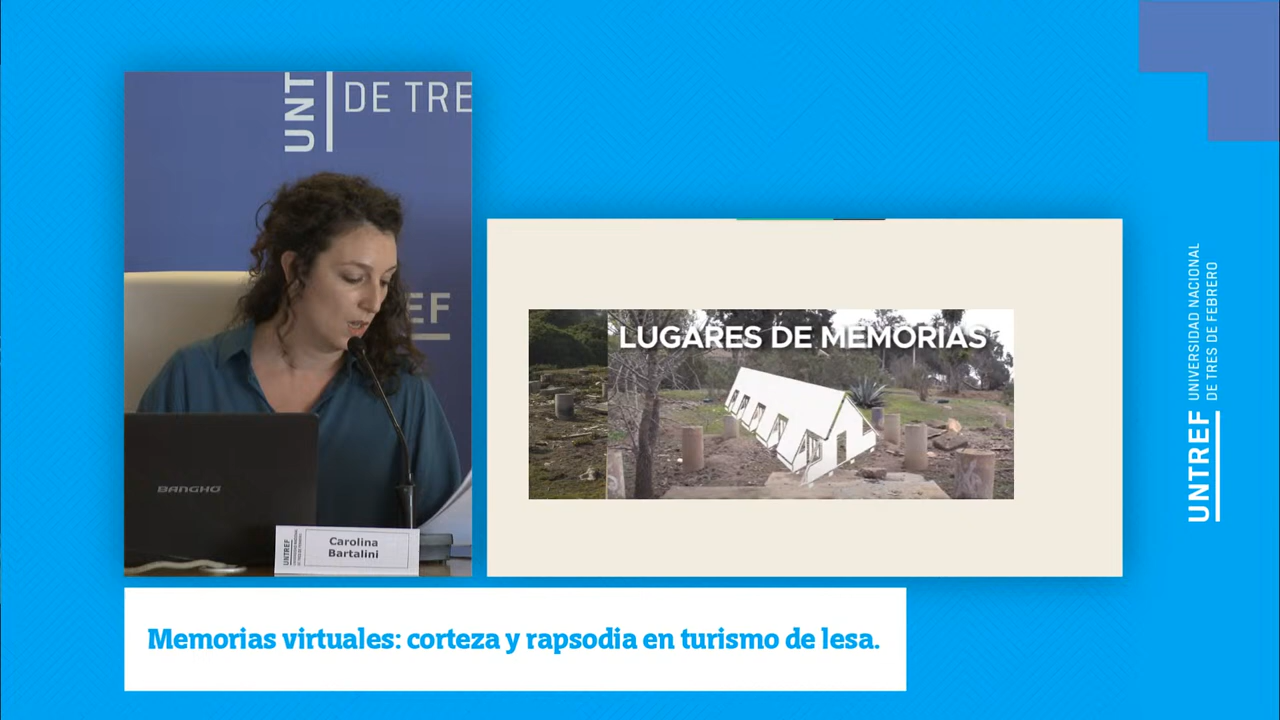 UNT
DE TRE
EF
BANGHO
UNTREF
Carolina
Bartalini
LUGARES DE MEMORIAS
UNTREF
UNIVERSIDAD NACIONAL
DE TRES DE FEBRERO
Memorias virtuales: corteza y rapsodia en turismo de lesa.